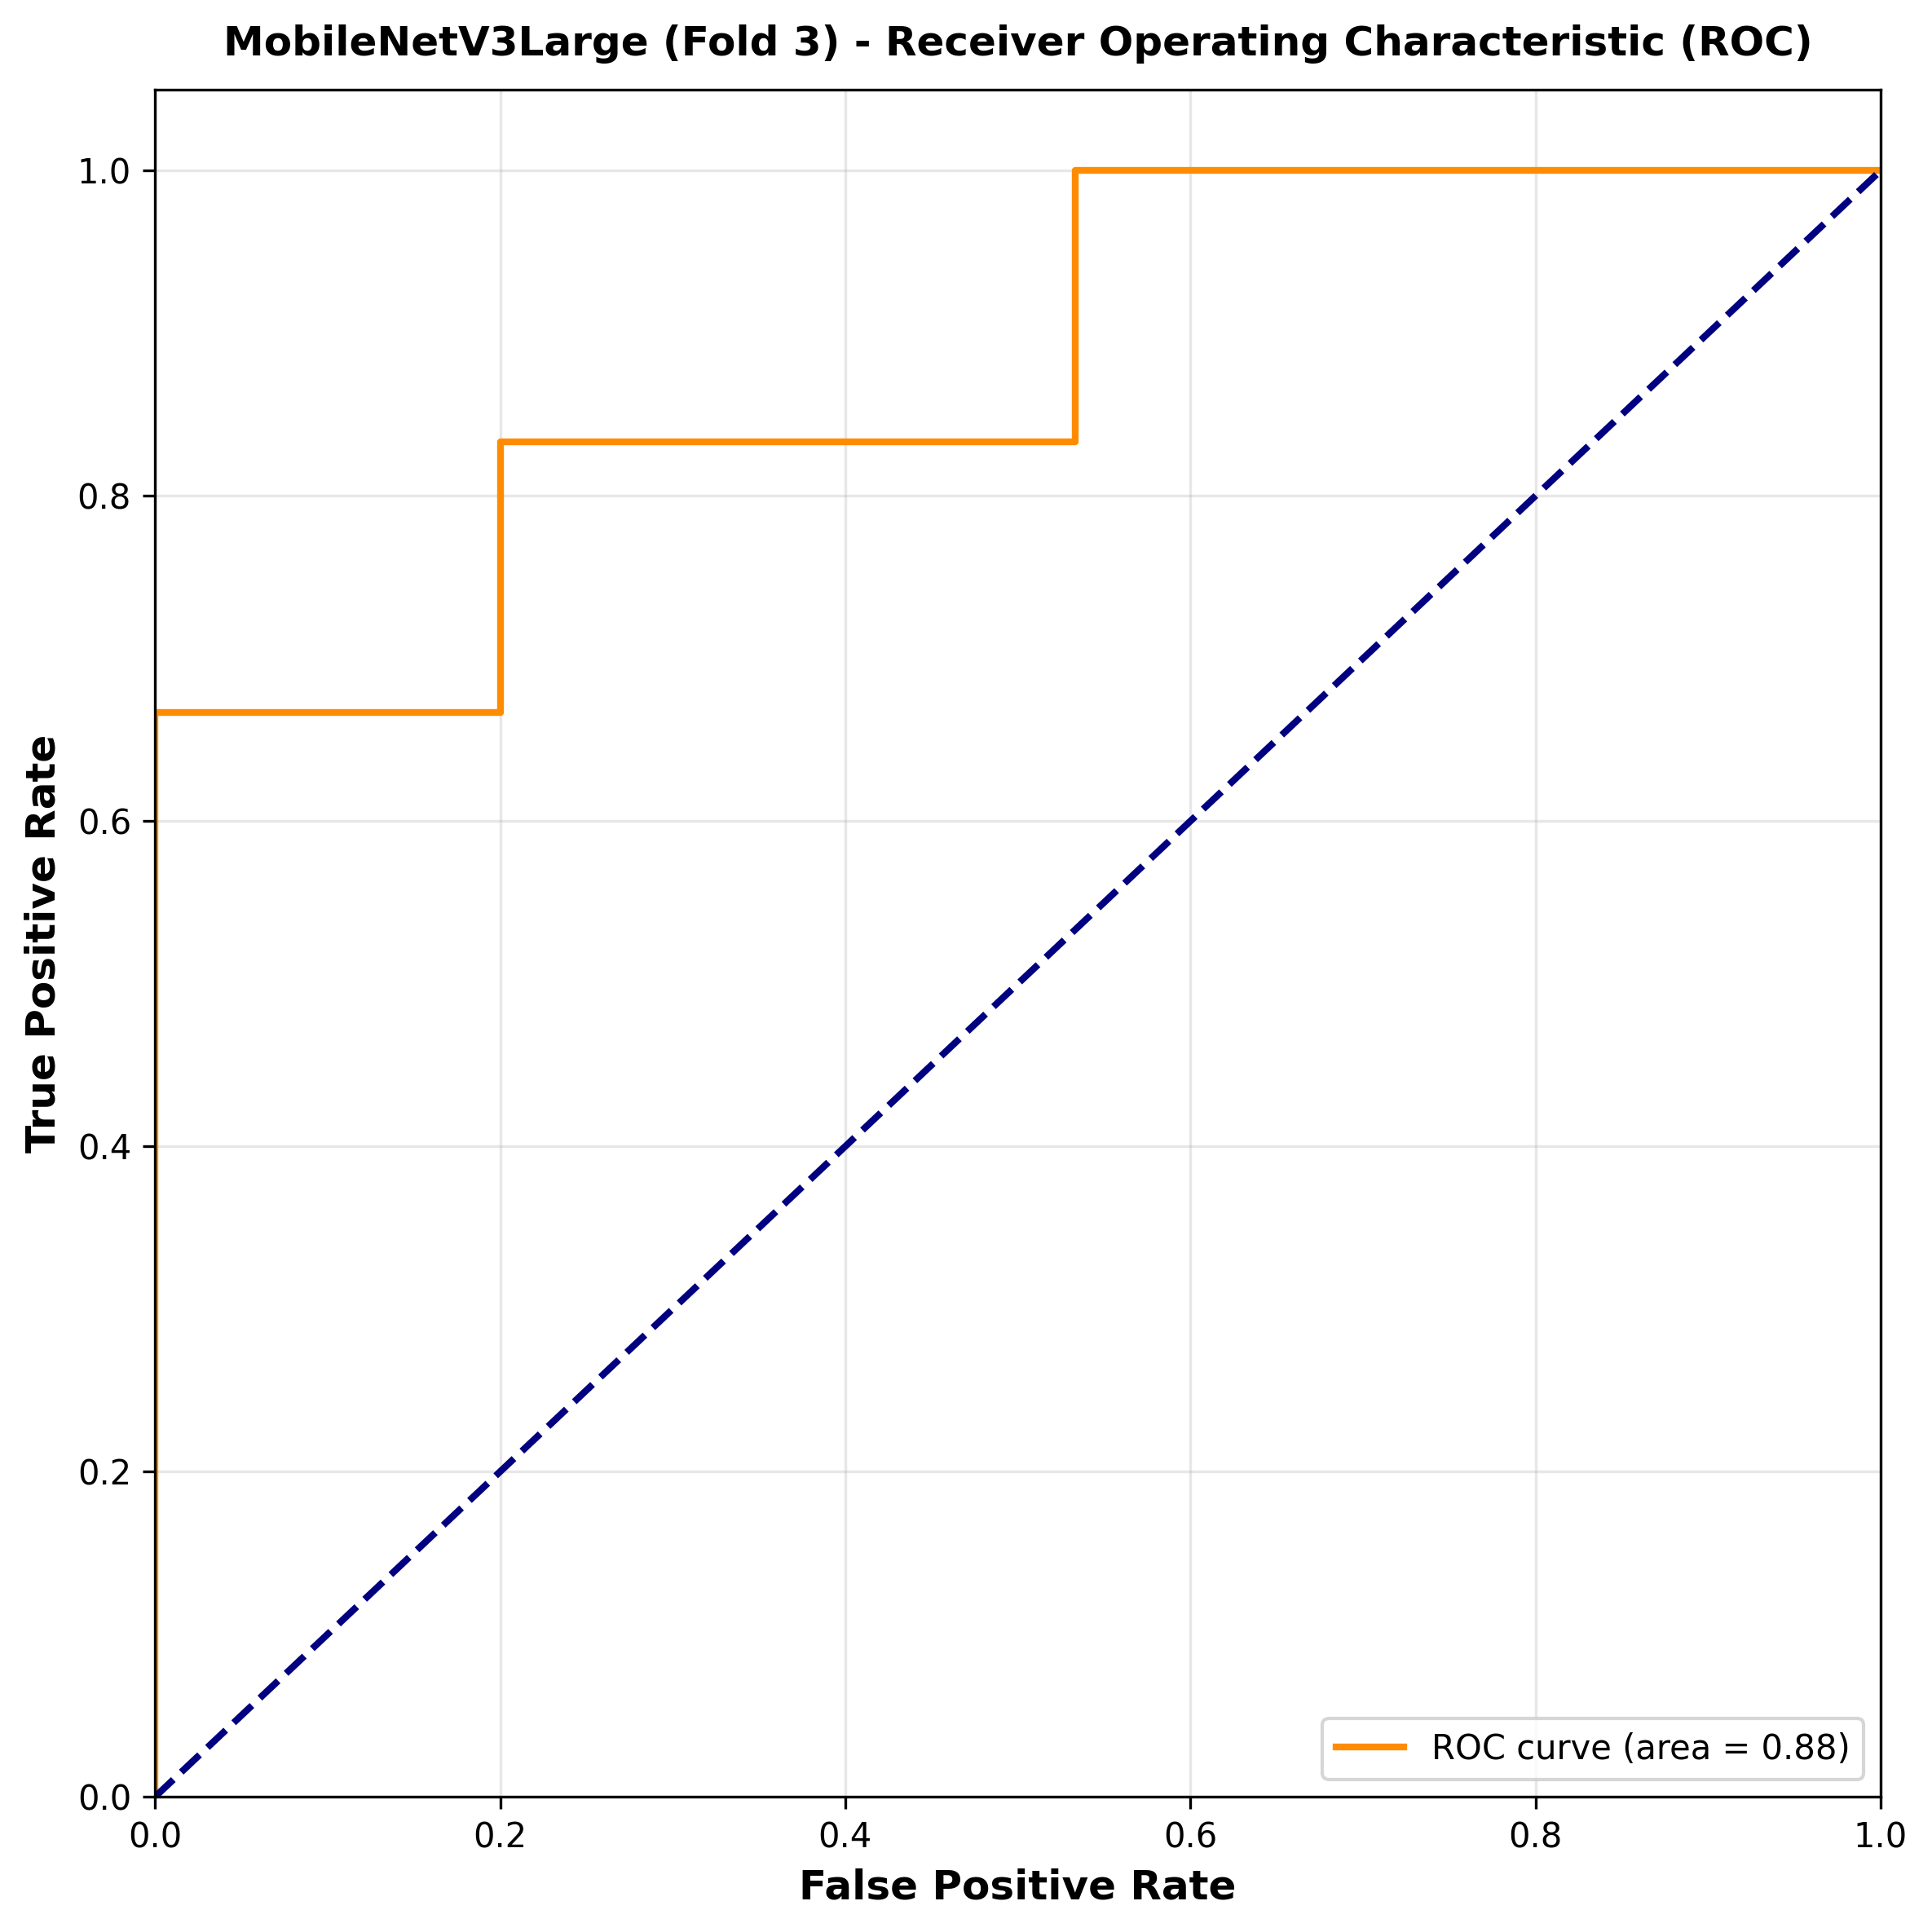 MobileNetV3Large (Fold 3) - Receiver Operating Characteristic (ROC)
1.0
0.8
0.6
0.4
0.2
0.0
True Positive Rate
0.0 0.2 0.4 0.6 0.8 1.0
False Positive Rate
ROC curve (area = 0.88)